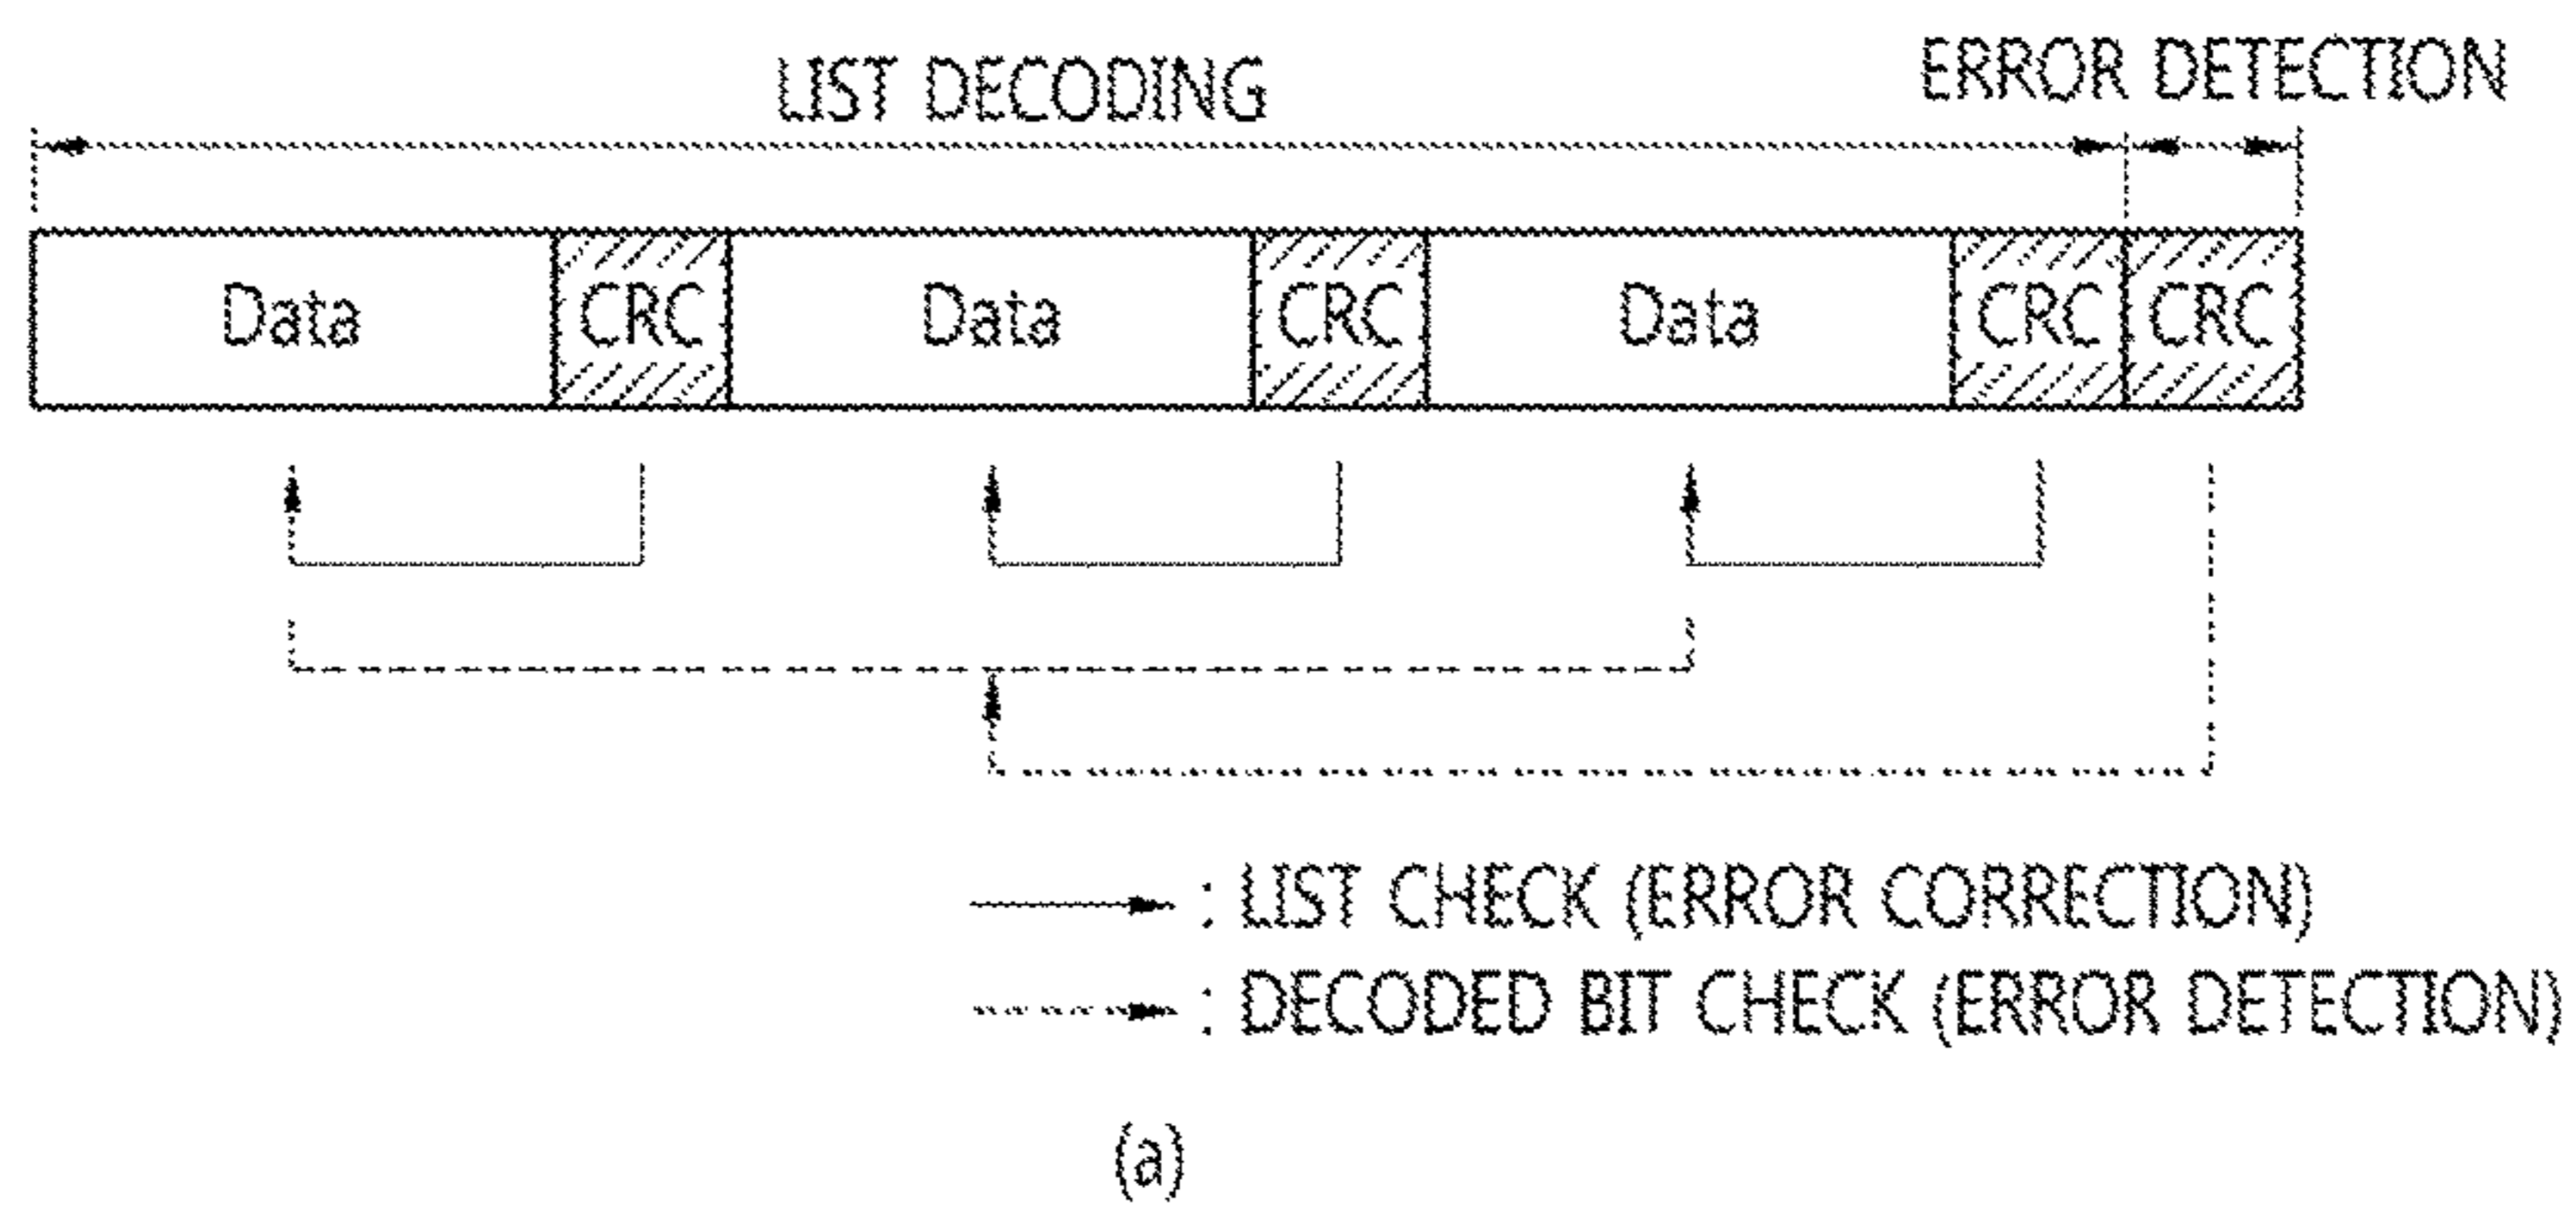 LIST DECODING
ERROR DETECTION
Data CRC Data CRC Data CRC CRC
: LIST CHECK (ERROR CORRECTION)
: DECODED BIT CHECK (ERROR DETECTION)
(a)